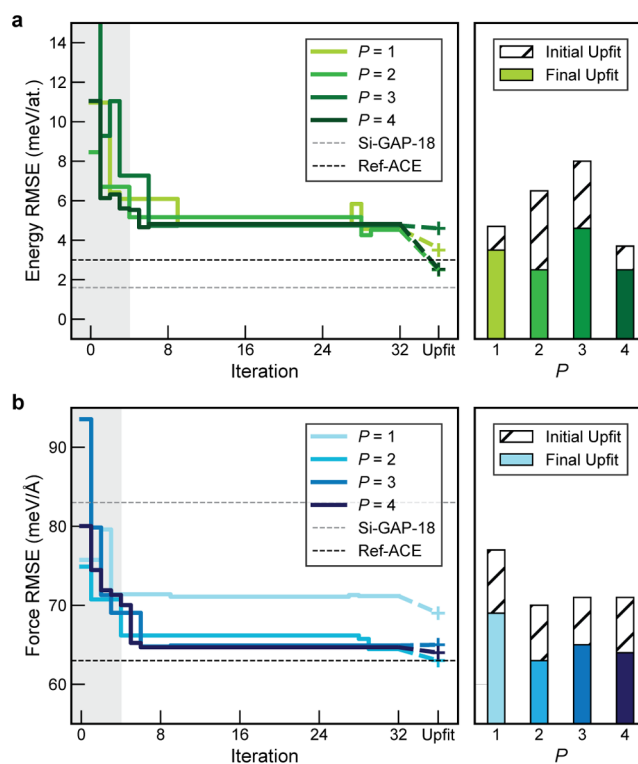 a
Energy RMSE (meV/at.)
14
12
10
8
6
4
2
0
P = 1
P = 2
P = 3
P = 4
Si-GAP-18
Ref-ACE
0 8 16 24 32 Upfit
Iteration
Initial Upfit
Final Upfit
1 2 3 4
P
b
Force RMSE (meV/Å)
90
80
70
60
P = 1
P = 2
P = 3
P = 4
Si-GAP-18
Ref-ACE
0 8 16 24 32 Upfit
Iteration
Initial Upfit
Final Upfit
1 2 3 4
P